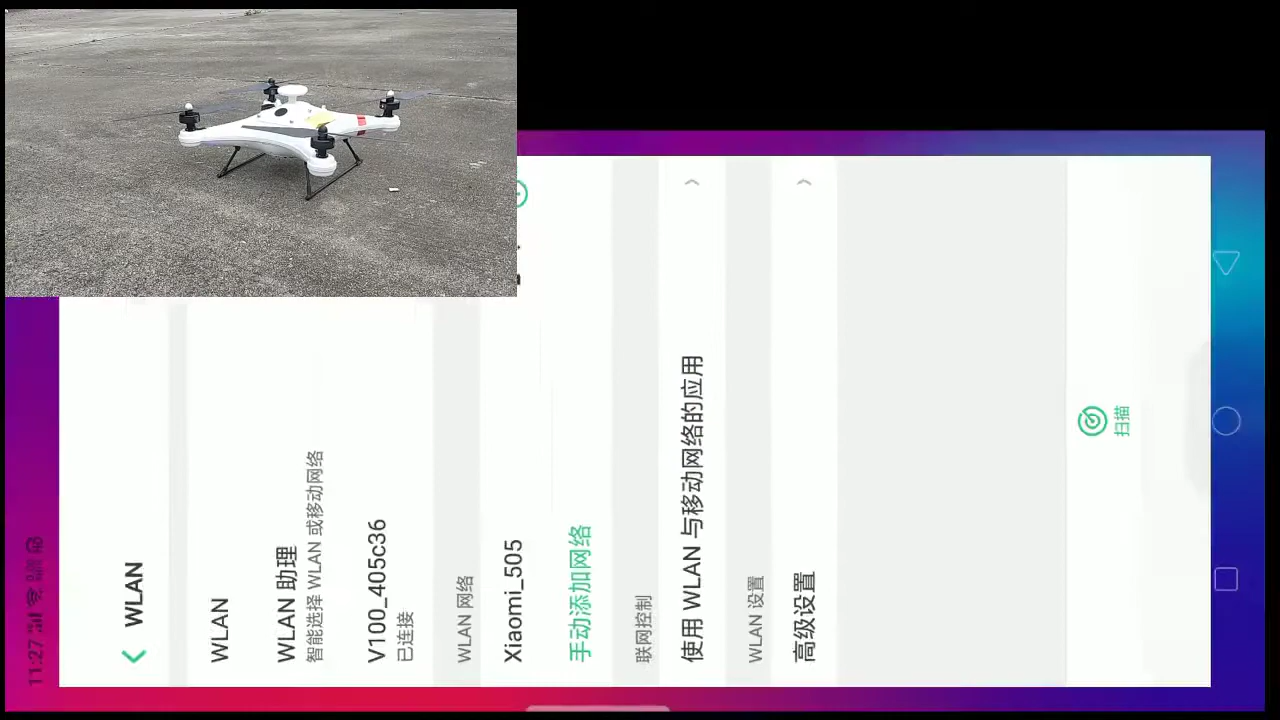 11:27
WLAN
WLAN
WLAN 助理
智能选择 WLAN 或移动网络
V100_405c36
已连接
WLAN 网络
Xiaomi_505
手动添加网络
联网控制
使用 WLAN 与移动网络的应用
WLAN 设置
高级设置
扫描